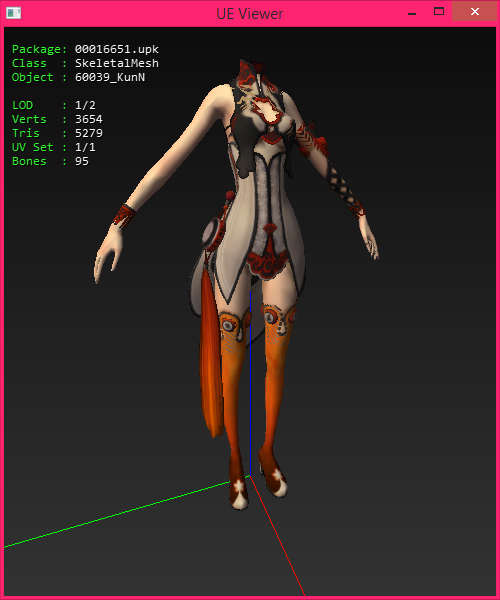 UE Viewer
Package: 00016651.upk
Class : SkeletalMesh
Object : 60039_KunN
LOD : 1/2
Verts : 3654
Tris : 5279
UV Set : 1/1
Bones : 95